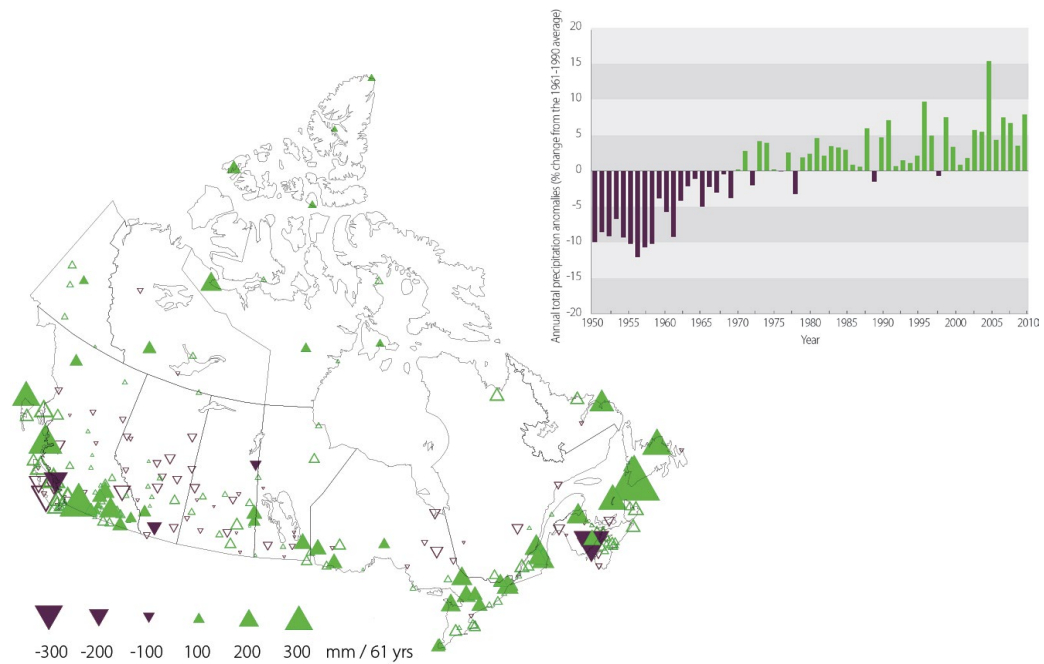 20
15
10
5
0
-5
-10
-15
-20
Annual total precipitation anomalies (% change from the 1961-1990 average)
1950 1955 1960 1965 1970 1975 1980 1985 1990 1995 2000 2005 2010
Year
-300 -200 -100 100 200 300 mm / 61 yrs